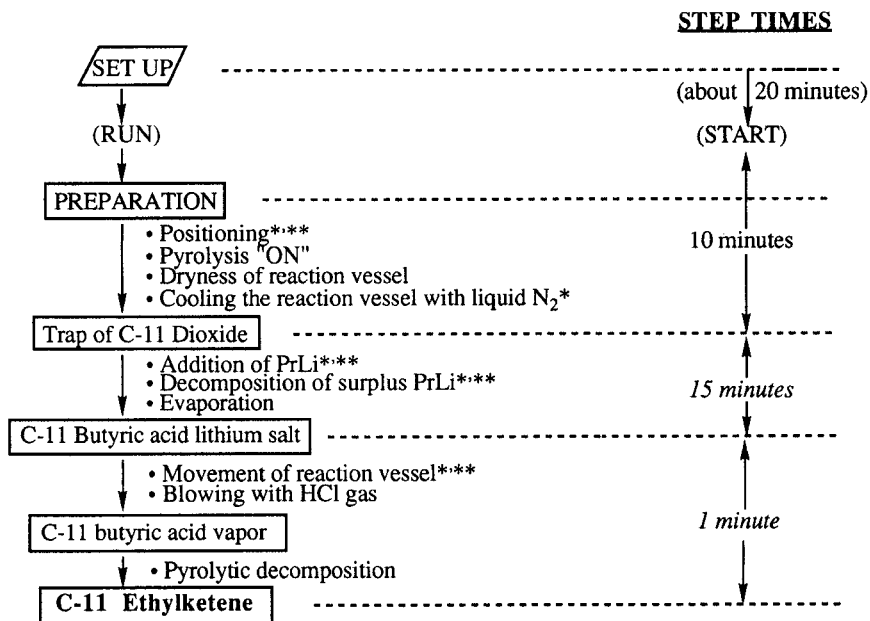 STEP TIMES
SET UP
(about 20 minutes)
(RUN)
(START)
PREPARATION
• Positioning*,**
• Pyrolysis "ON"
• Dryness of reaction vessel
• Cooling the reaction vessel with liquid N₂*
10 minutes
Trap of C-11 Dioxide
• Addition of PrLi*,**
• Decomposition of surplus PrLi*,**
• Evaporation
15 minutes
C-11 Butyric acid lithium salt
• Movement of reaction vessel*,**
• Blowing with HCl gas
1 minute
C-11 butyric acid vapor
• Pyrolytic decomposition
C-11 Ethylketene